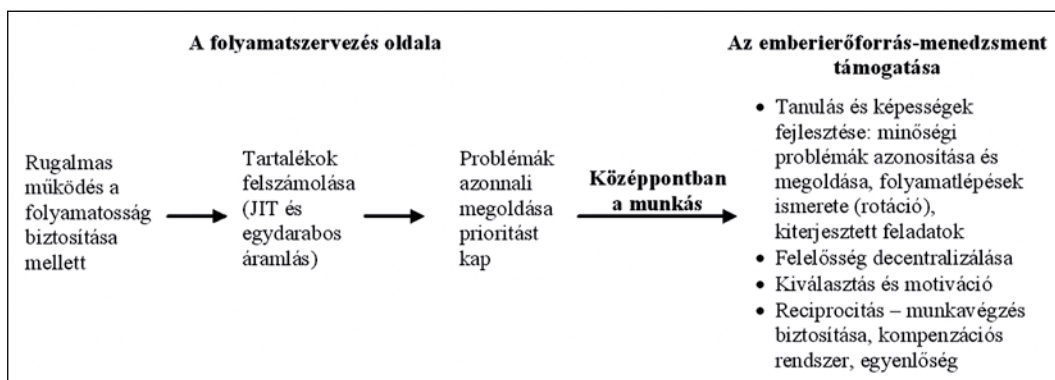 A folyamatszervezés oldala
Rugalmas
működés a
folyamatosság
biztosítása
mellett
Tartalékok
felszámolása
(JIT és
egydarabos
áramlás)
Problémák
azonnali
megoldása
prioritást
kap
Középpontban
a munkás
Az emberierőforrás-menedzsment
támogatása
• Tanulás és képességek
fejlesztése: minőségi
problémák azonosítása és
megoldása, folyamatlépések
ismerete (rotáció),
kiterjesztett feladatok
• Felelősség decentralizálása
• Kiválasztás és motiváció
• Reciprocitás – munkavégzés
biztosítása, kompenzációs
rendszer, egyenlőség